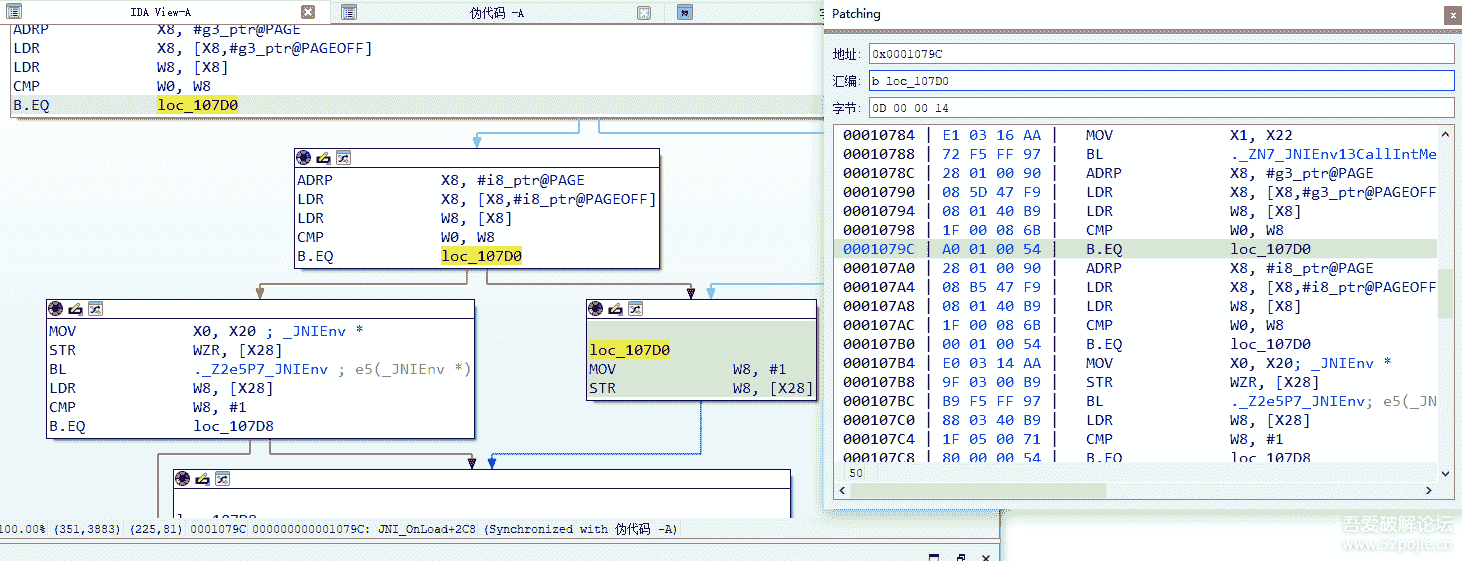 IDA View-A
伪代码 -A
Patching
ADRP X8, #g3_ptr@PAGE
LDR X8, [X8,#g3_ptr@PAGEOFF]
LDR W8, [X8]
CMP W0, W8
B.EQ loc_107D0
ADRP X8, #i8_ptr@PAGE
LDR X8, [X8,#i8_ptr@PAGEOFF]
LDR W8, [X8]
CMP W0, W8
B.EQ loc_107D0
MOV X0, X20 ; _JNIEnv *
STR WZR, [X28]
BL ._Z2e5P7_JNIEnv ; e5(_JNIEnv *)
LDR W8, [X28]
CMP W8, #1
B.EQ loc_107D8
loc_107D0
MOV W8, #1
STR W8, [X28]
100.00% (351,3883) (225,81) 0001079C 000000000001079C: JNI_OnLoad+2C8 (Synchronized with 伪代码 -A)
地址: 0x0001079C
汇编: b loc_107D0
字节: 0D 00 00 14
00010784 | E1 03 16 AA | MOV X1, X22
00010788 | 72 F5 FF 97 | BL ._ZN7_JNIEnv13CallIntMe
0001078C | 28 01 00 90 | ADRP X8, #g3_ptr@PAGE
00010790 | 08 5D 47 F9 | LDR X8, [X8,#g3_ptr@PAGEOFF
00010794 | 08 01 40 B9 | LDR W8, [X8]
00010798 | 1F 00 08 6B | CMP W0, W8
0001079C | A0 01 00 54 | B.EQ loc_107D0
000107A0 | 28 01 00 90 | ADRP X8, #i8_ptr@PAGE
000107A4 | 08 B5 47 F9 | LDR X8, [X8,#i8_ptr@PAGEOFF
000107A8 | 08 01 40 B9 | LDR W8, [X8]
000107AC | 1F 00 08 6B | CMP W0, W8
000107B0 | 00 01 00 54 | B.EQ loc_107D0
000107B4 | E0 03 14 AA | MOV X0, X20; _JNIEnv *
000107B8 | 9F 03 00 B9 | STR WZR, [X28]
000107BC | B9 F5 FF 97 | BL ._Z2e5P7_JNIEnv; e5(_JN
000107C0 | 88 03 40 B9 | LDR W8, [X28]
000107C4 | 1F 05 00 71 | CMP W8, #1
000107C8 | 80 00 00 54 | B.EQ loc_107D8
50
吾爱破解论坛
www.52pojie.cn